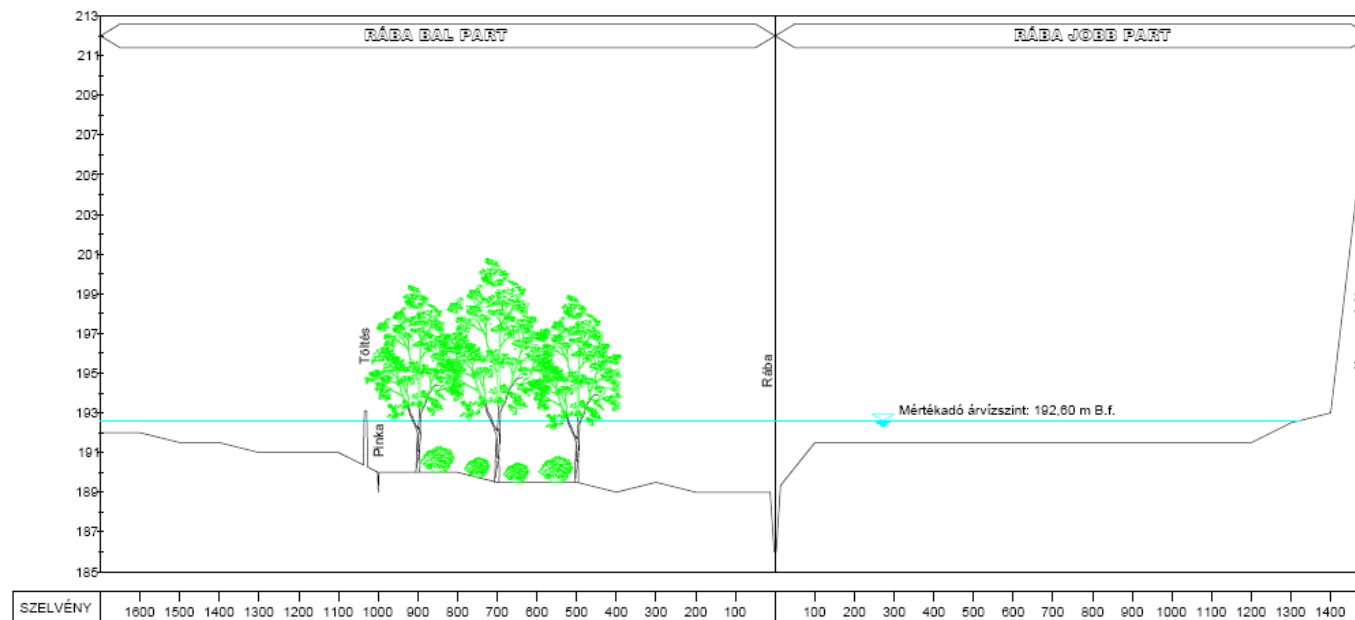 RÁBA BAL PART
RÁBA JOBB PART
213
211
209
207
205
203
201
199
197
195
193
191
189
187
185
Töltés
Pinka
Rába
Mértékadó árvízszint: 192,60 m B.f.
SZELVÉNY 1600 1500 1400 1300 1200 1100 1000 900 800 700 600 500 400 300 200 100 100 200 300 400 500 600 700 800 900 1000 1100 1200 1300 1400